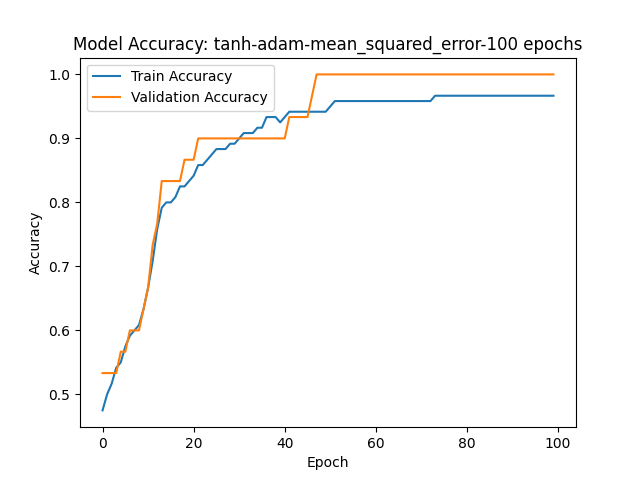 Model Accuracy: tanh-adam-mean_squared_error-100 epochs
Train Accuracy
Validation Accuracy
1.0
0.9
0.8
0.7
0.6
0.5
Accuracy
0
20
40
60
80
100
Epoch